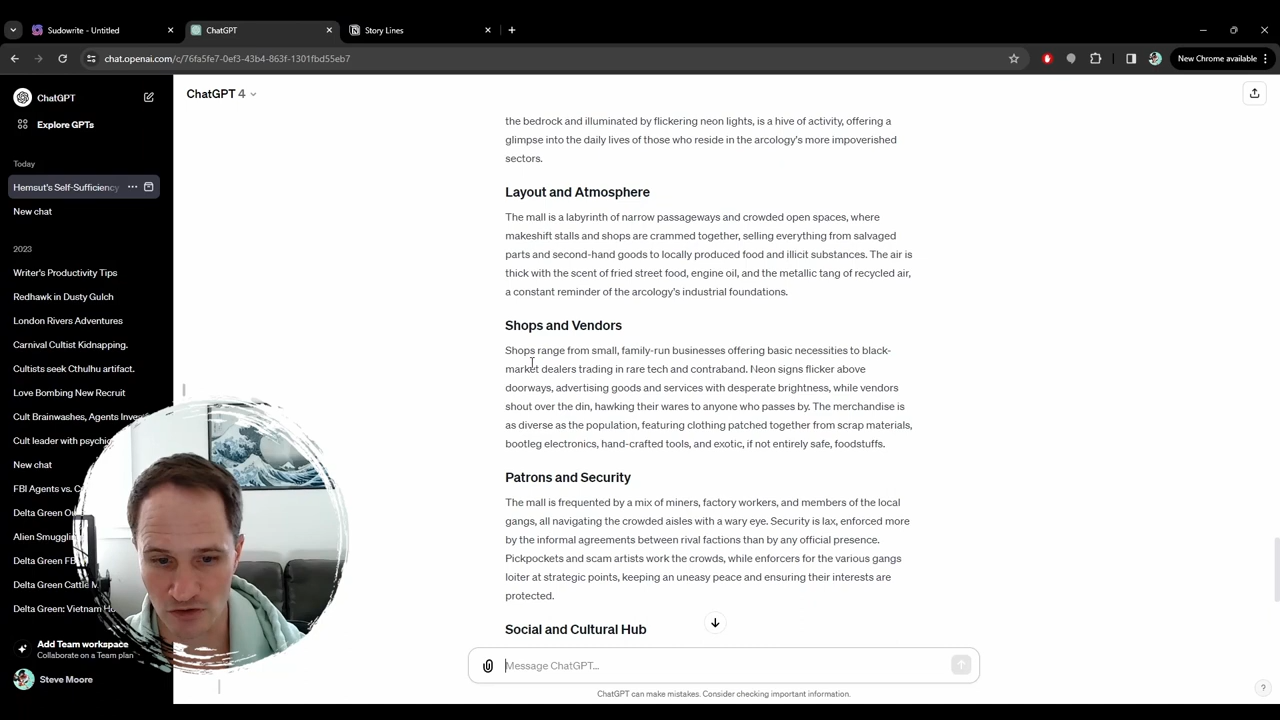 Sudowrite - Untitled
ChatGPT
Story Lines
chat.openai.com/c/76fa5fe7-0ef3-43b4-863f-1301fbd55eb7
New Chrome available
ChatGPT
ChatGPT 4
Explore GPTs
Today
Hemsut's Self-Sufficiency
New chat
2023
Writer's Productivity Tips
Redhawk in Dusty Gulch
London Rivers Adventures
Carnival Cultist Kidnapping.
Cultists seek Cthulhu artifact.
Love Bombing New Recruit
Cult Brainwashes, Agents Inve
Cult leader with psychic
New chat
FBI Agents vs.
Delta Green
Alien Smuggli
Delta Green FB
Delta Green Cattle M
Delta Green: Vietnam Ho
Add Team workspace
Collaborate on a Team plan
Steve Moore
the bedrock and illuminated by flickering neon lights, is a hive of activity, offering a
glimpse into the daily lives of those who reside in the arcology's more impoverished
sectors.
Layout and Atmosphere
The mall is a labyrinth of narrow passageways and crowded open spaces, where
makeshift stalls and shops are crammed together, selling everything from salvaged
parts and second-hand goods to locally produced food and illicit substances. The air is
thick with the scent of fried street food, engine oil, and the metallic tang of recycled air,
a constant reminder of the arcology's industrial foundations.
Shops and Vendors
Shops range from small, family-run businesses offering basic necessities to black-
market dealers trading in rare tech and contraband. Neon signs flicker above
doorways, advertising goods and services with desperate brightness, while vendors
shout over the din, hawking their wares to anyone who passes by. The merchandise is
as diverse as the population, featuring clothing patched together from scrap materials,
bootleg electronics, hand-crafted tools, and exotic, if not entirely safe, foodstuffs.
Patrons and Security
The mall is frequented by a mix of miners, factory workers, and members of the local
gangs, all navigating the crowded aisles with a wary eye. Security is lax, enforced more
by the informal agreements between rival factions than by any official presence.
Pickpockets and scam artists work the crowds, while enforcers for the various gangs
loiter at strategic points, keeping an uneasy peace and ensuring their interests are
protected.
Social and Cultural Hub
Message ChatGPT...
ChatGPT can make mistakes. Consider checking important information.
?